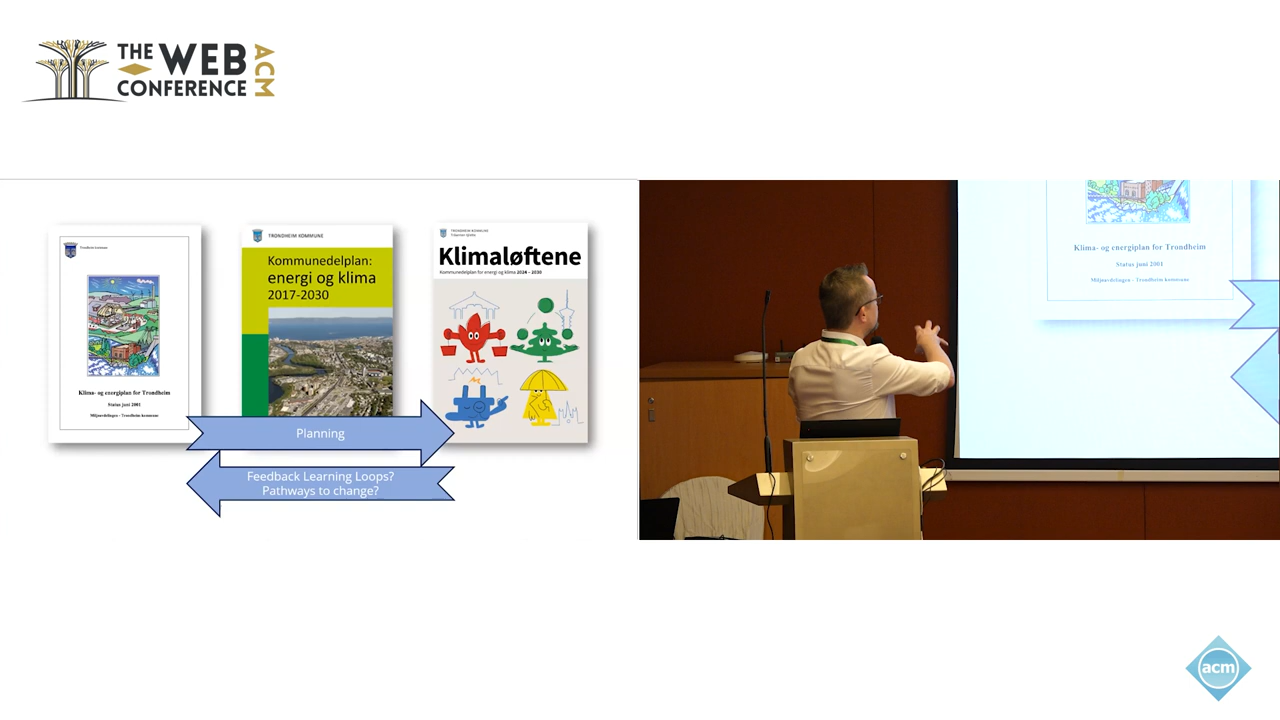 THE WEB
CONFERENCE
ACM
Trondheim kommune
Klima- og energiplan for Trondheim
Status juni 2001
Miljøavdelingen - Trondheim kommune
TRONDHEIM KOMMUNE
Kommunedelplan:
energi og klima
2017-2030
TRONDHEIM KOMMUNE
Klimaløftene
Kommunedelplan for energi og klima 2024 – 2030
Planning
Feedback Learning Loops?
Pathways to change?
Klima- og energiplan for Trondheim
Status juni 2001
Miljøavdelingen - Trondheim kommune
acm